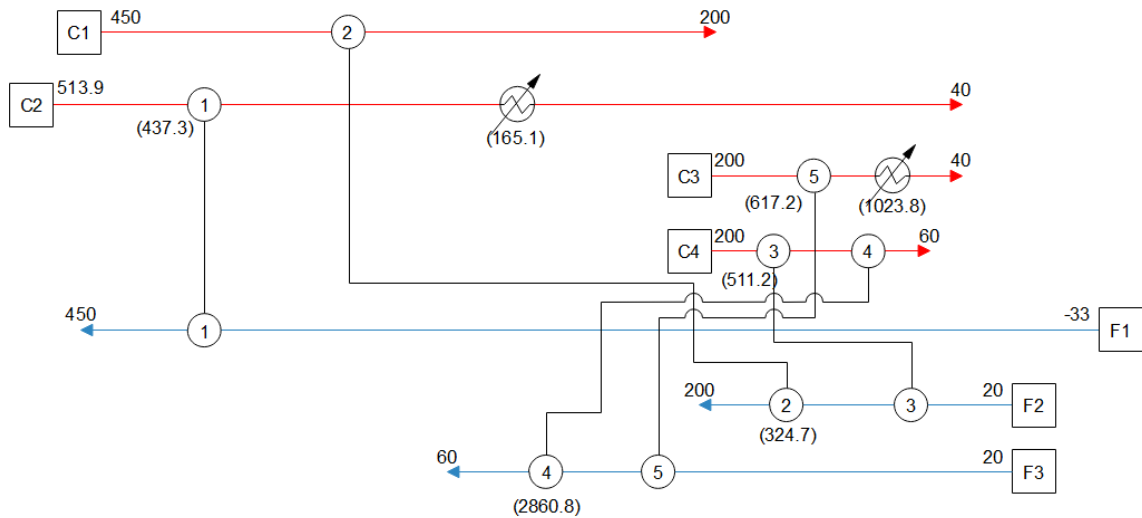 450 200
C1 2
513.9 40
C2 1
(437.3) (165.1)
200 40
C3 5
(617.2) (1023.8)
200 60
C4 3 4
(511.2)
450 -33
1 F1
200 20
2 3 F2
(324.7)
60 20
4 5 F3
(2860.8)